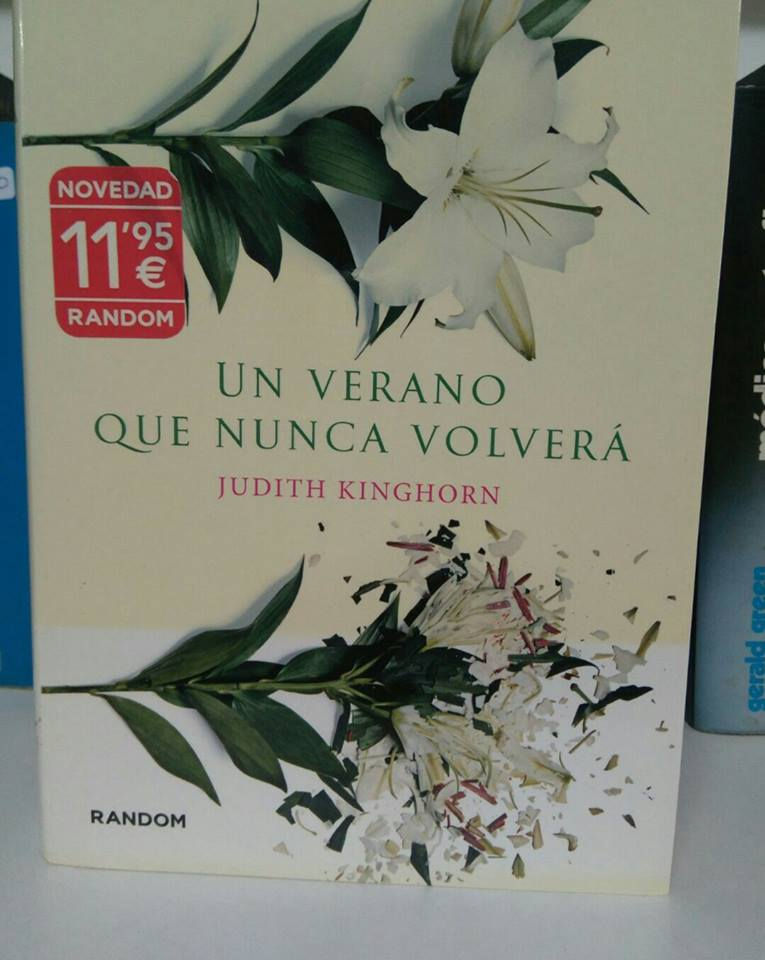 NOVEDAD
11'95
€
RANDOM
UN VERANO
QUE NUNCA VOLVERÁ
JUDITH KINGHORN
RANDOM
gerald green